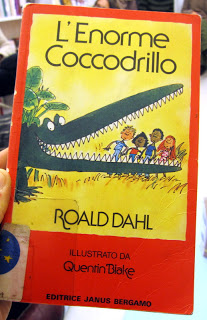 L'Enorme
Coccodrillo
ROALD DAHL
ILLUSTRATO DA
Quentin Blake
EDITRICE JANUS BERGAMO